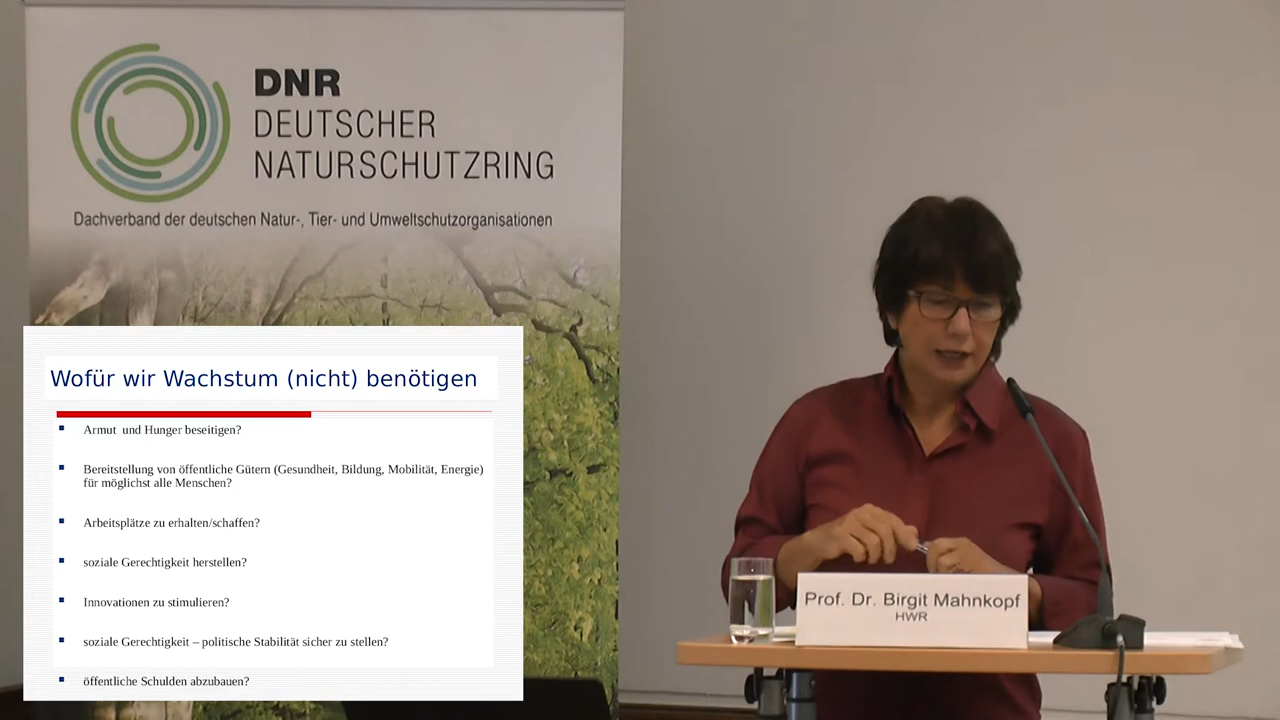 DNR
DEUTSCHER
NATURSCHUTZRING
Dachverband der deutschen Natur-, Tier- und Umweltschutzorganisationen
Wofür wir Wachstum (nicht) benötigen
Armut und Hunger beseitigen?
Bereitstellung von öffentliche Gütern (Gesundheit, Bildung, Mobilität, Energie)
für möglichst alle Menschen?
Arbeitsplätze zu erhalten/schaffen?
soziale Gerechtigkeit herstellen?
Innovationen zu stimulieren?
soziale Gerechtigkeit – politische Stabilität sicher zu stellen?
öffentliche Schulden abzubauen?
Prof. Dr. Birgit Mahnkopf
HWR